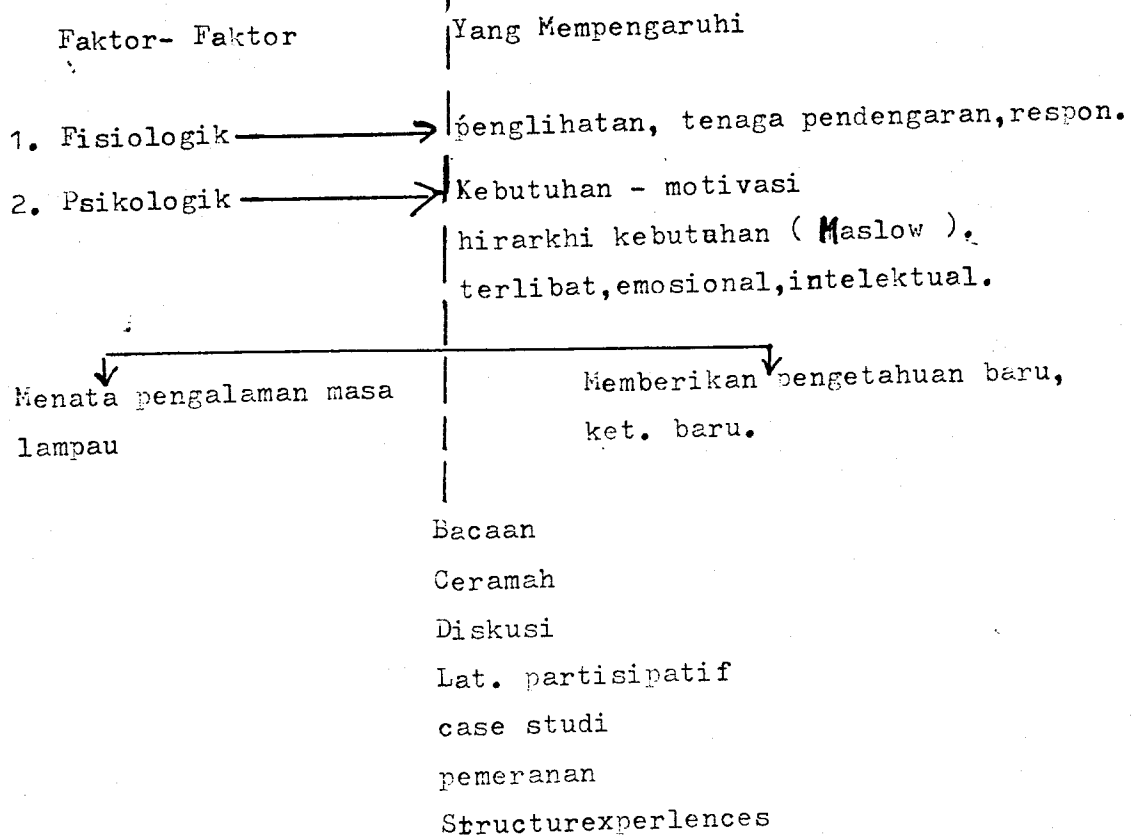 Faktor- Faktor Yang Mempengaruhi
1. Fisiologik penglihatan, tenaga pendengaran,respon.
2. Psikologik Kebutuhan - motivasi
hirarkhi kebutuhan ( Maslow ).
terlibat,emosional,intelektual.
Menata pengalaman masa
lampau
Memberikan pengetahuan baru,
ket. baru.
Bacaan
Ceramah
Diskusi
Lat. partisipatif
case studi
pemeranan
Structurexperlences